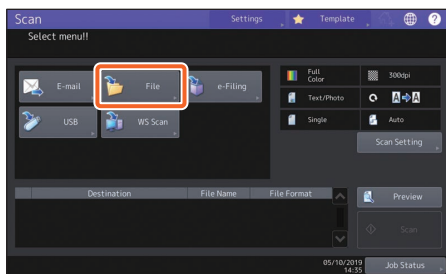 Scan
Settings
Template
?
Select menu!!
E-mail
File
e-Filing
USB
WS Scan
Full Color
300dpi
Text/Photo
A A
Single
Auto
Scan Setting
Destination
File Name
File Format
Preview
Scan
05/10/2019
14:35
Job Status